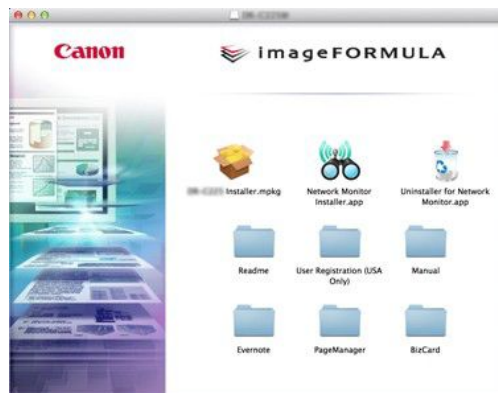 Canon
imageFORMULA
Installer.mpkg
Network Monitor
Installer.app
Uninstaller for Network
Monitor.app
Readme
User Registration (USA
Only)
Manual
Evernote
PageManager
BizCard